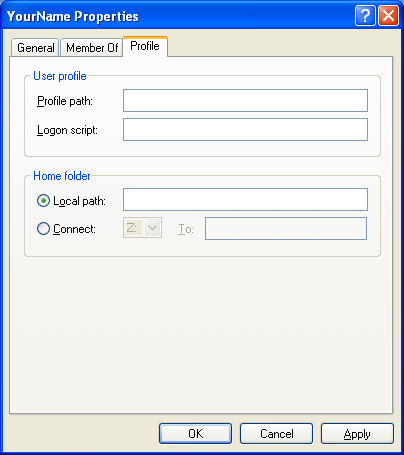 YourName Properties
General Member Of Profile
User profile
Profile path:
Logon script:
Home folder
Local path:
Connect: Z: To:
OK Cancel Apply